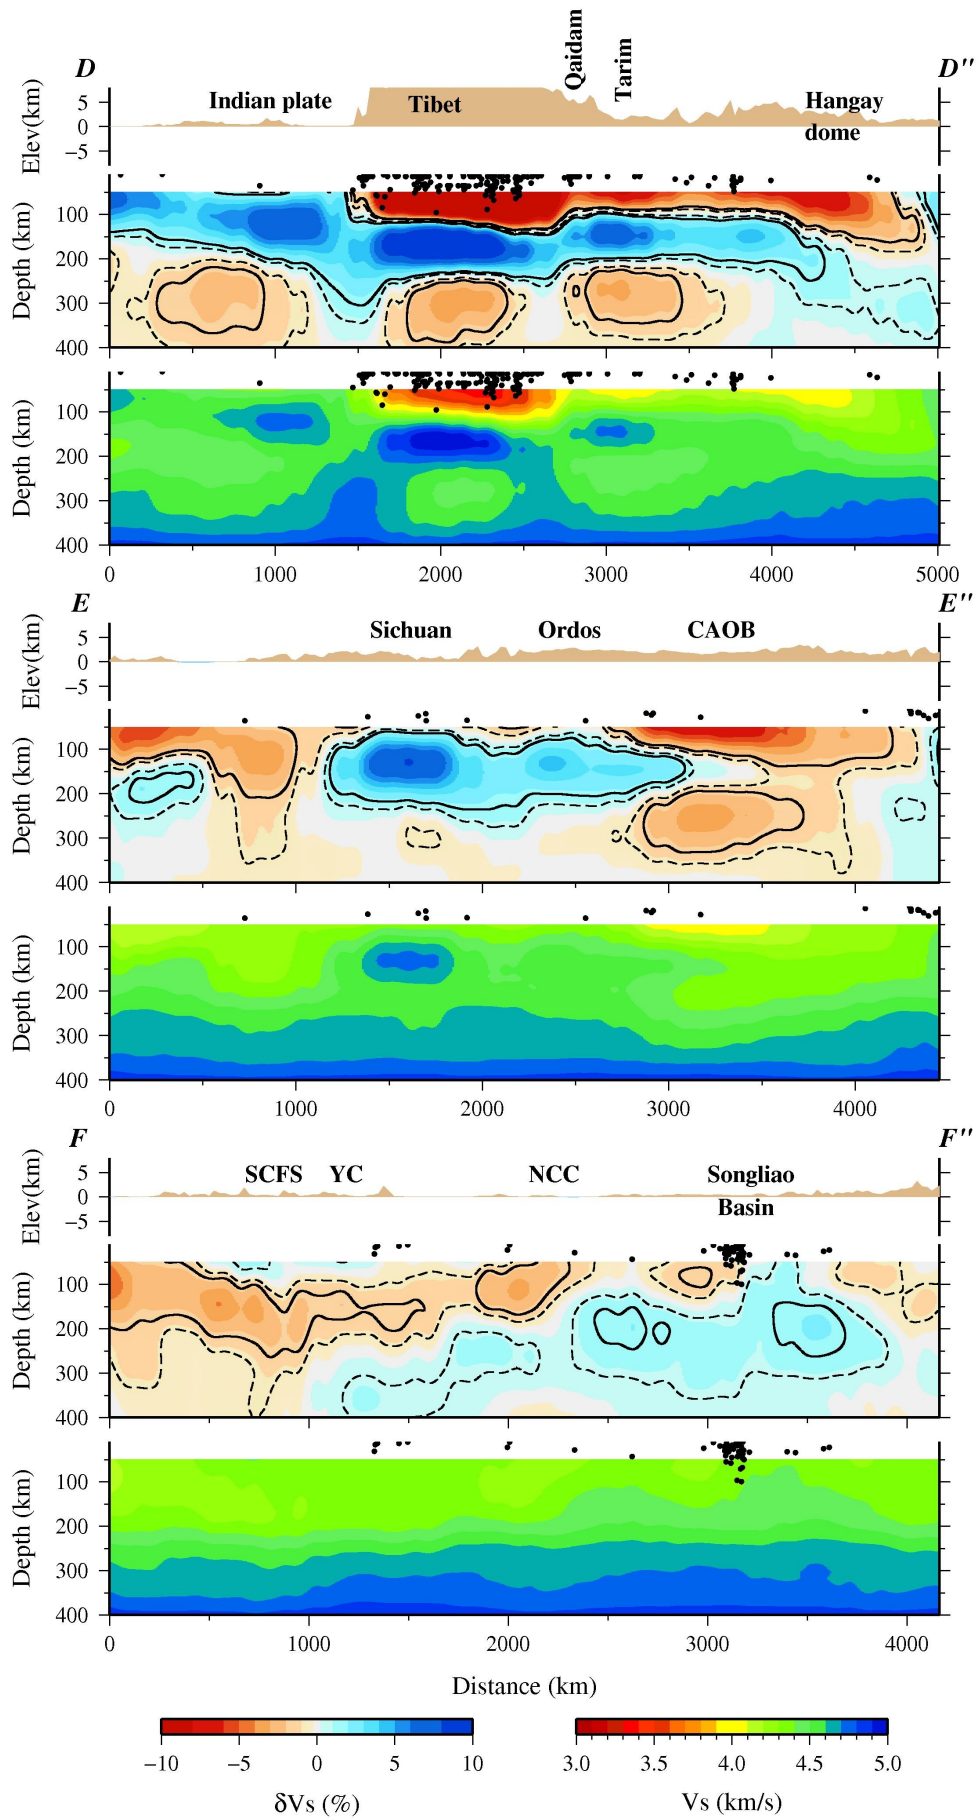 D D''
Qaidam
Tarim
Indian plate Tibet Hangay
dome
Elev(km)
5
0
−5
Depth (km)
100
200
300
400
Depth (km)
100
200
300
400
0 1000 2000 3000 4000 5000
E E''
Sichuan Ordos CAOB
Elev(km)
5
0
−5
Depth (km)
100
200
300
400
Depth (km)
100
200
300
400
0 1000 2000 3000 4000
F F''
SCFS YC NCC Songliao
Basin
Elev(km)
5
0
−5
Depth (km)
100
200
300
400
Depth (km)
100
200
300
400
0 1000 2000 3000 4000
Distance (km)
−10 −5 0 5 10
δVs (%)
3.0 3.5 4.0 4.5 5.0
Vs (km/s)